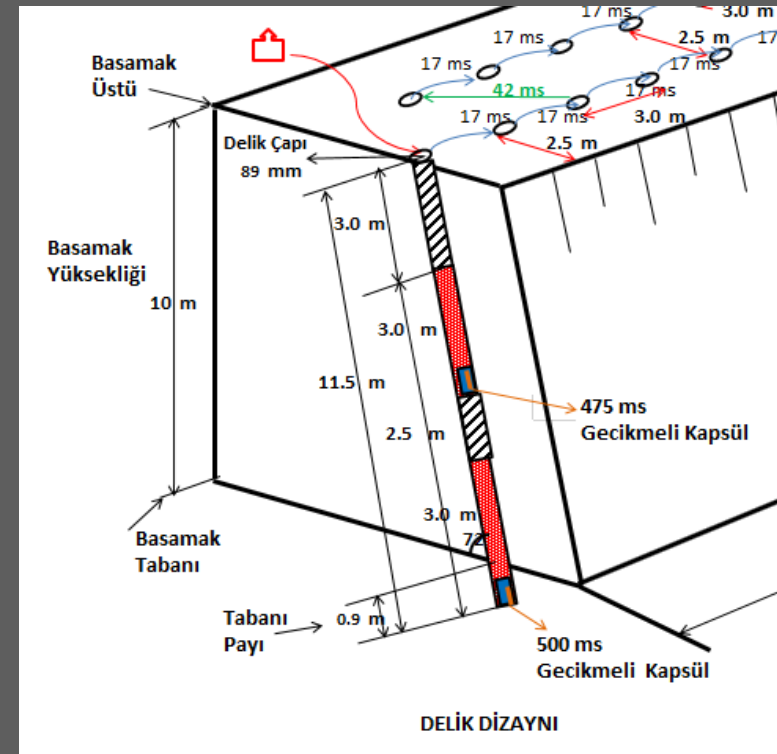 17 ms
3.0 m
17 ms
2.5 m
17
Basamak
Üstü
17 ms
17 ms
42 ms
17 ms
17 ms
17 ms
3.0 m
Delik Çapı
89 mm
2.5 m
3.0 m
Basamak
Yüksekliği
10 m
3.0 m
11.5 m
475 ms
Gecikmeli Kapsül
2.5 m
3.0 m
Basamak
Tabanı
Tabanı
Payı
0.9 m
500 ms
Gecikmeli Kapsül
DELİK DİZAYNI